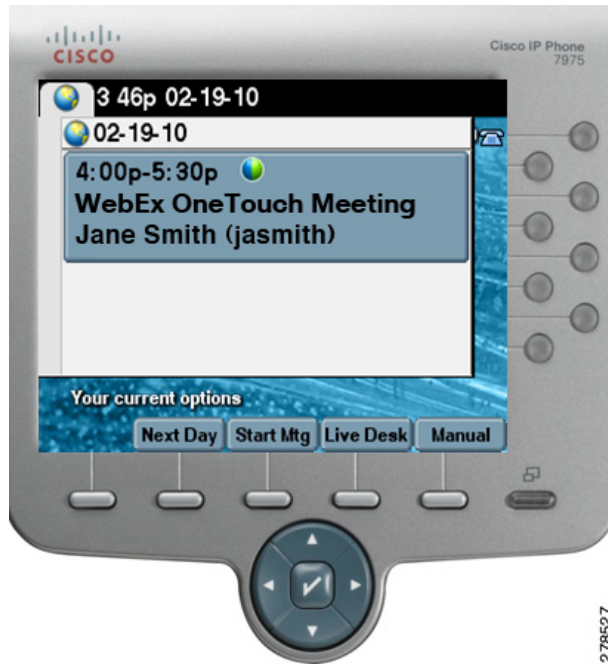 CISCO
Cisco IP Phone
7975
3 46p 02-19-10
02-19-10
4:00p-5:30p
WebEx OneTouch Meeting
Jane Smith (jasmith)
Your current options
Next Day Start Mtg Live Desk Manual
278527